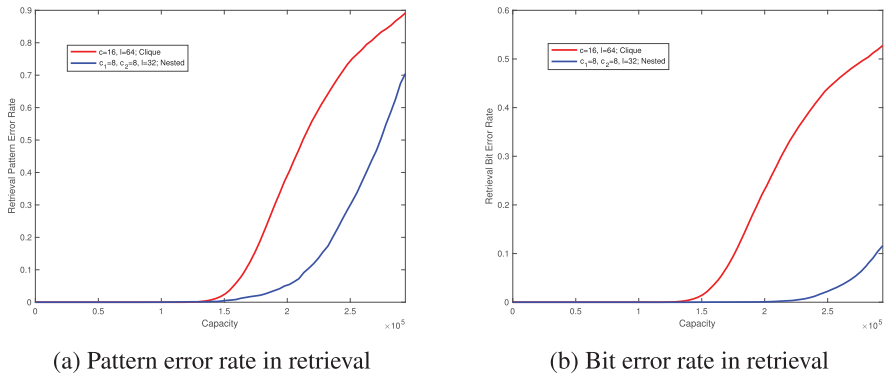 0.9
0.8
0.7
0.6
0.5
0.4
0.3
0.2
0.1
0
Retrieval Pattern Error Rate
c=16, l=64; Clique
c1=8, c2=8, l=32; Nested
0 0.5 1 1.5 2 2.5
Capacity
×10^5
(a) Pattern error rate in retrieval
0.6
0.5
0.4
0.3
0.2
0.1
0
Retrieval Bit Error Rate
c=16, l=64; Clique
c1=8, c2=8, l=32; Nested
0 0.5 1 1.5 2 2.5
Capacity
×10^5
(b) Bit error rate in retrieval